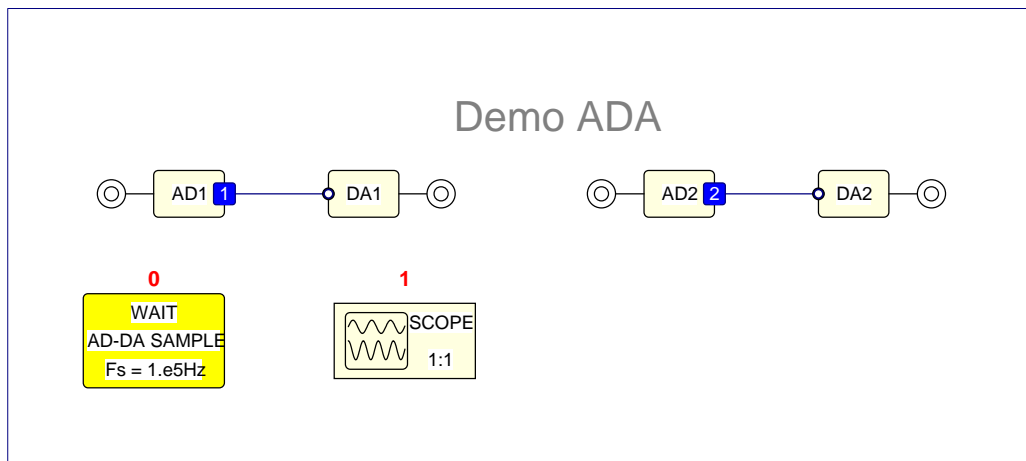 Demo ADA
AD1 1 DA1
AD2 2 DA2
0
WAIT
AD-DA SAMPLE
Fs = 1.e5Hz
1
SCOPE
1:1